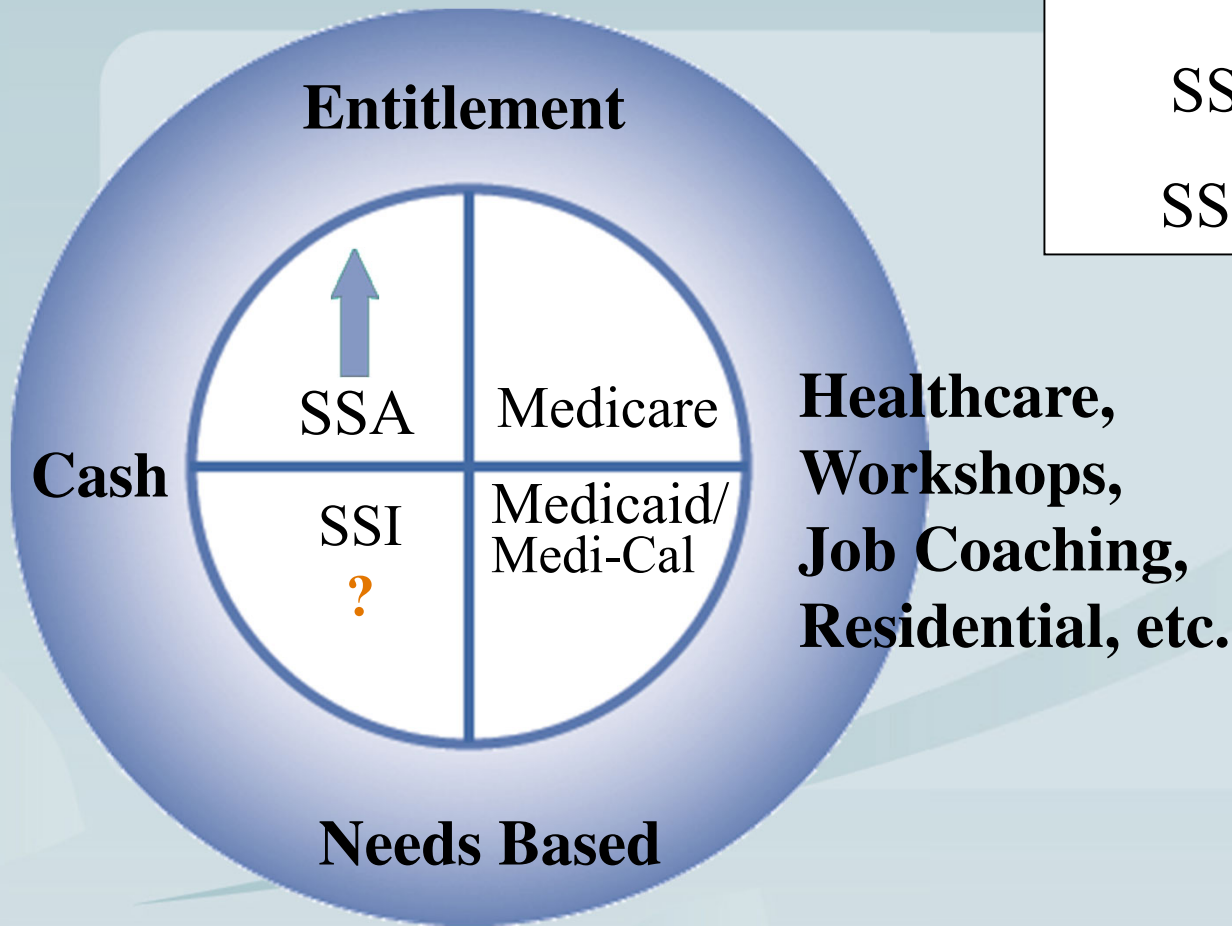 Entitlement
SSA
Medicare
Cash
SSI
?
Medicaid/
Medi-Cal
Healthcare,
Workshops,
Job Coaching,
Residential, etc.
Needs Based